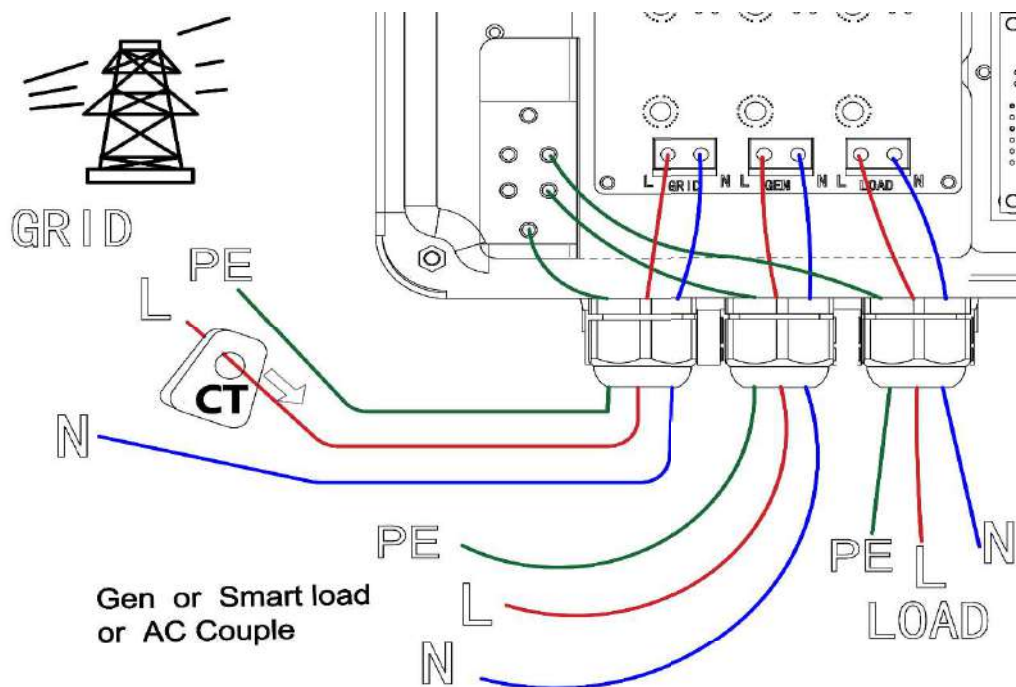 L GRID N L GEN N L LOAD N
GRID
PE
L
CT
N
PE
L
N
Gen or Smart load
or AC Couple
PE L N
LOAD